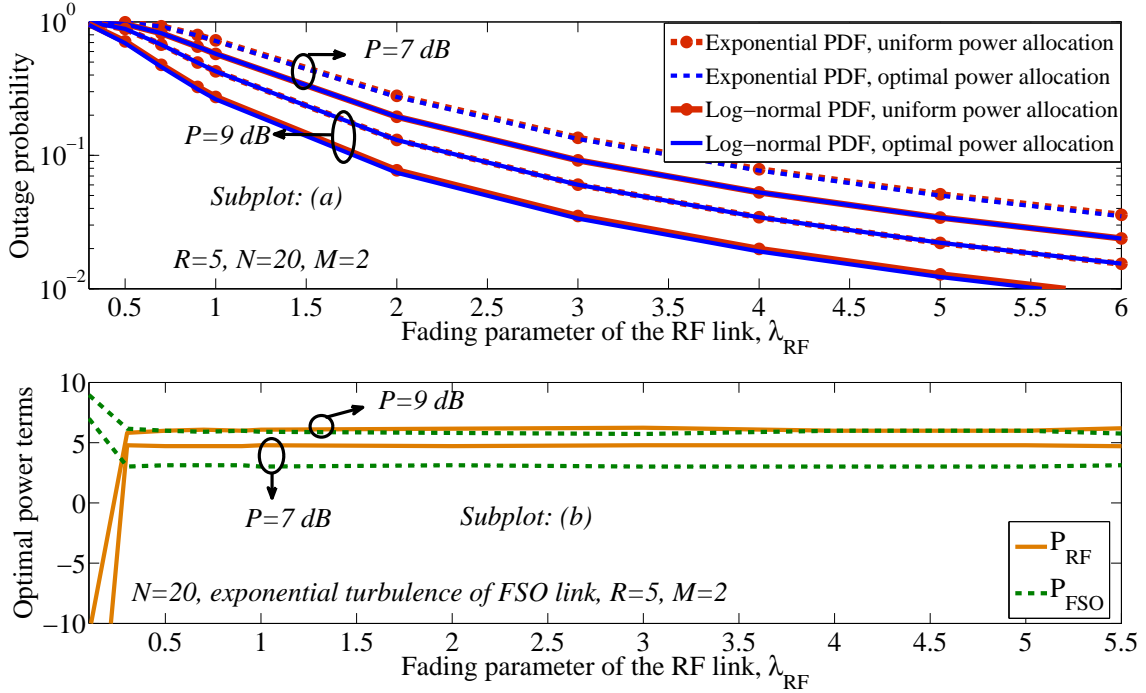 10^0
10^-1
10^-2
Outage probability
P=7 dB
P=9 dB
Subplot: (a)
R=5, N=20, M=2
Exponential PDF, uniform power allocation
Exponential PDF, optimal power allocation
Log-normal PDF, uniform power allocation
Log-normal PDF, optimal power allocation
0.5 1 1.5 2 2.5 3 3.5 4 4.5 5 5.5 6
Fading parameter of the RF link, λ_RF
10
5
0
-5
-10
Optimal power terms
P=9 dB
P=7 dB
Subplot: (b)
N=20, exponential turbulence of FSO link, R=5, M=2
P_RF
P_FSO
0.5 1 1.5 2 2.5 3 3.5 4 4.5 5 5.5
Fading parameter of the RF link, λ_RF